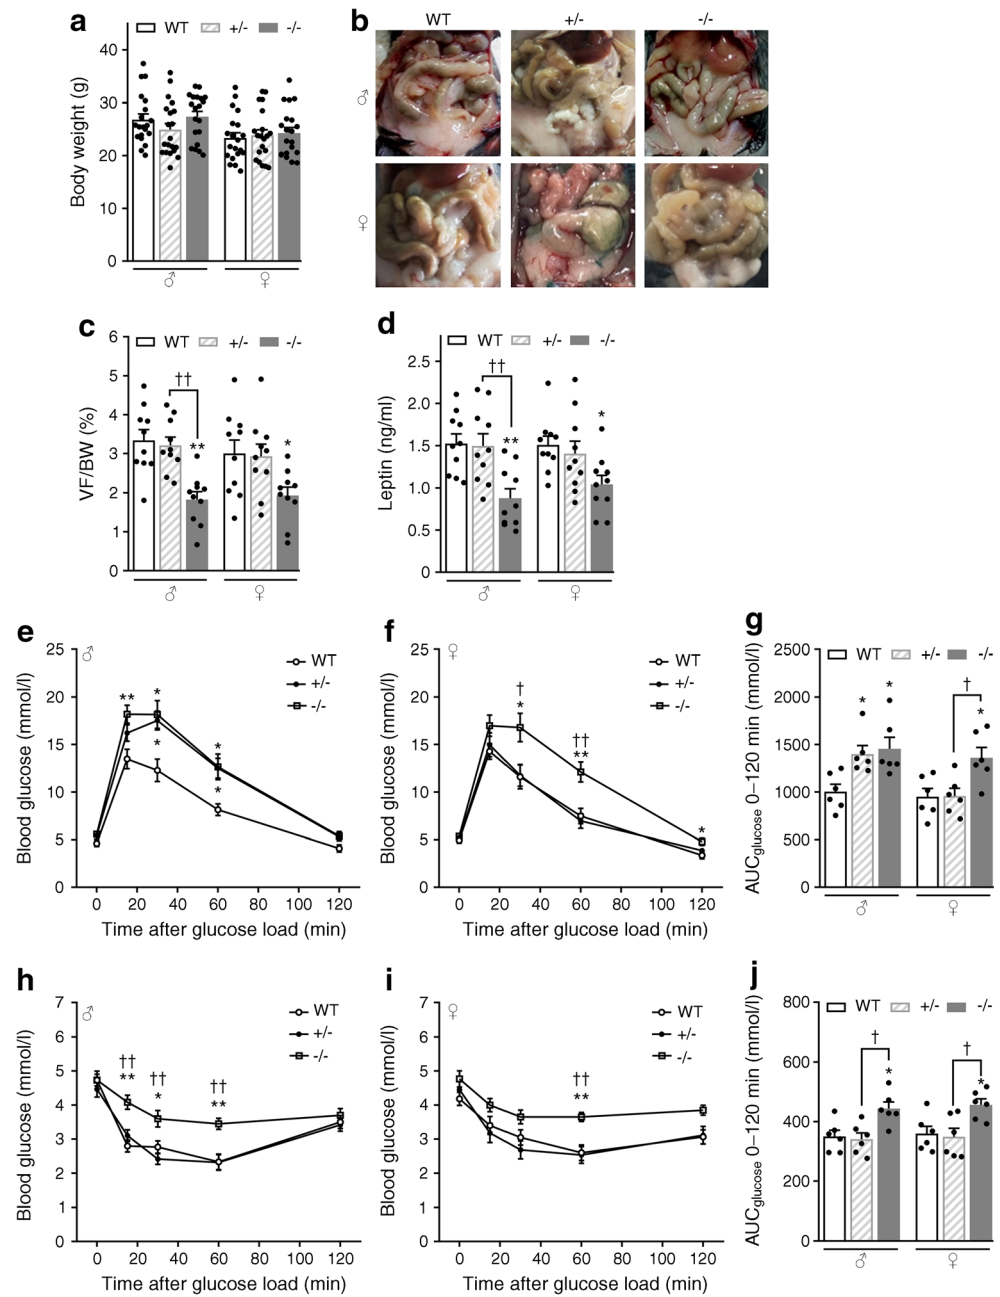 a
WT +/- -/-
Body weight (g)
40
30
20
10
0
♂ ♀
b
WT +/- -/-
♂
♀
c
WT +/- -/-
VF/BW (%)
6
5
4
3
2
1
0
††
**
*
♂ ♀
d
WT +/- -/-
Leptin (ng/ml)
2.5
2.0
1.5
1.0
0.5
0
††
**
*
♂ ♀
e
♂
WT
+/-
-/-
Blood glucose (mmol/l)
25
20
15
10
5
0
** *
*
*
*
0 20 40 60 80 100 120
Time after glucose load (min)
f
♀
WT
+/-
-/-
Blood glucose (mmol/l)
25
20
15
10
5
0
†
*
††
**
*
0 20 40 60 80 100 120
Time after glucose load (min)
g
WT +/- -/-
AUCglucose 0–120 min (mmol/l)
2500
2000
1500
1000
500
0
* *
†
*
♂ ♀
h
♂
WT
+/-
-/-
Blood glucose (mmol/l)
7
6
5
4
3
2
1
0
††
**
††
*
††
**
0 20 40 60 80 100 120
Time after glucose load (min)
i
♀
WT
+/-
-/-
Blood glucose (mmol/l)
7
6
5
4
3
2
1
0
††
**
0 20 40 60 80 100 120
Time after glucose load (min)
j
WT +/- -/-
AUCglucose 0–120 min (mmol/l)
800
600
400
200
0
†
*
†
*
♂ ♀